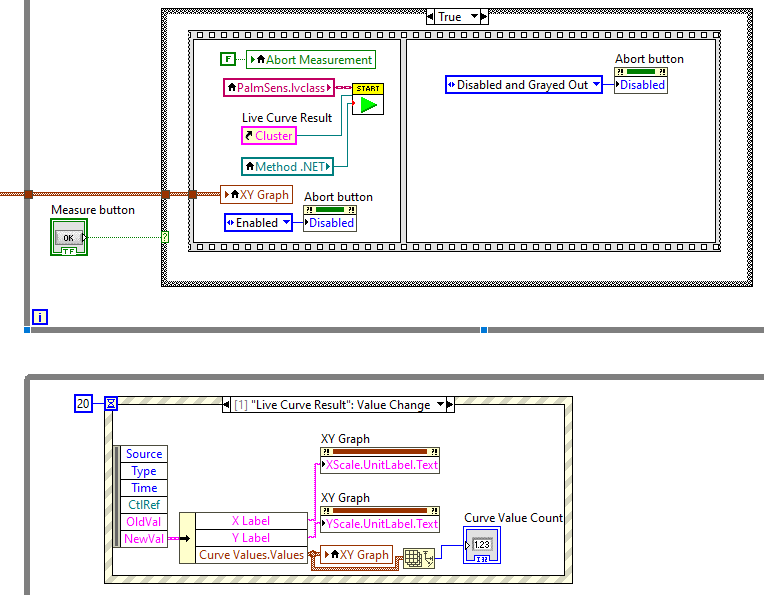 True
F
Abort Measurement
PalmSens.lvclass
START
Live Curve Result
Cluster
Method .NET
XY Graph
Abort button
Enabled
Disabled
Abort button
Disabled and Grayed Out
Disabled
Measure button
OK
TF
?
i
20
[1] "Live Curve Result": Value Change
Source
Type
Time
CtlRef
OldVal
NewVal
X Label
Y Label
Curve Values.Values
XY Graph
XScale.UnitLabel.Text
XY Graph
YScale.UnitLabel.Text
XY Graph
Curve Value Count
1.23
I32